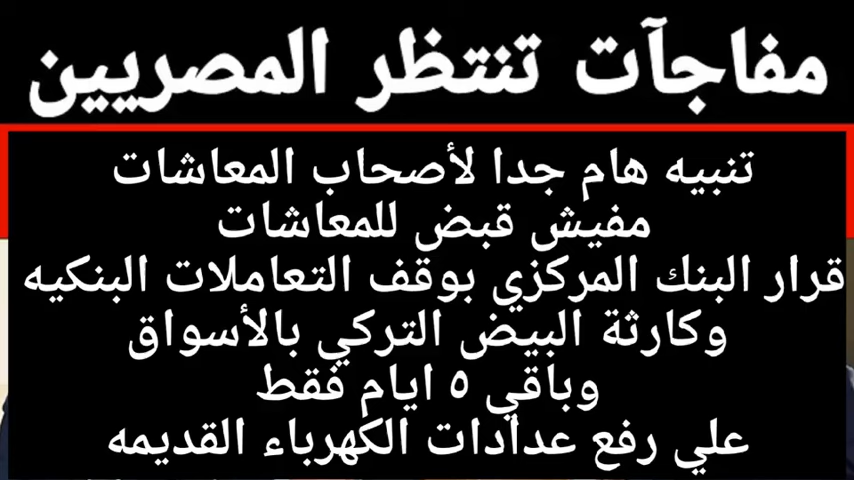 مفاجآت تنتظر المصريين
تنبيه هام جدا لأصحاب المعاشات
مفيش قبض للمعاشات
قرار البنك المركزي بوقف التعاملات البنكيه
وكارثة البيض التركي بالأسواق
وباقي ٥ ايام فقط
علي رفع عدادات الكهرباء القديمه